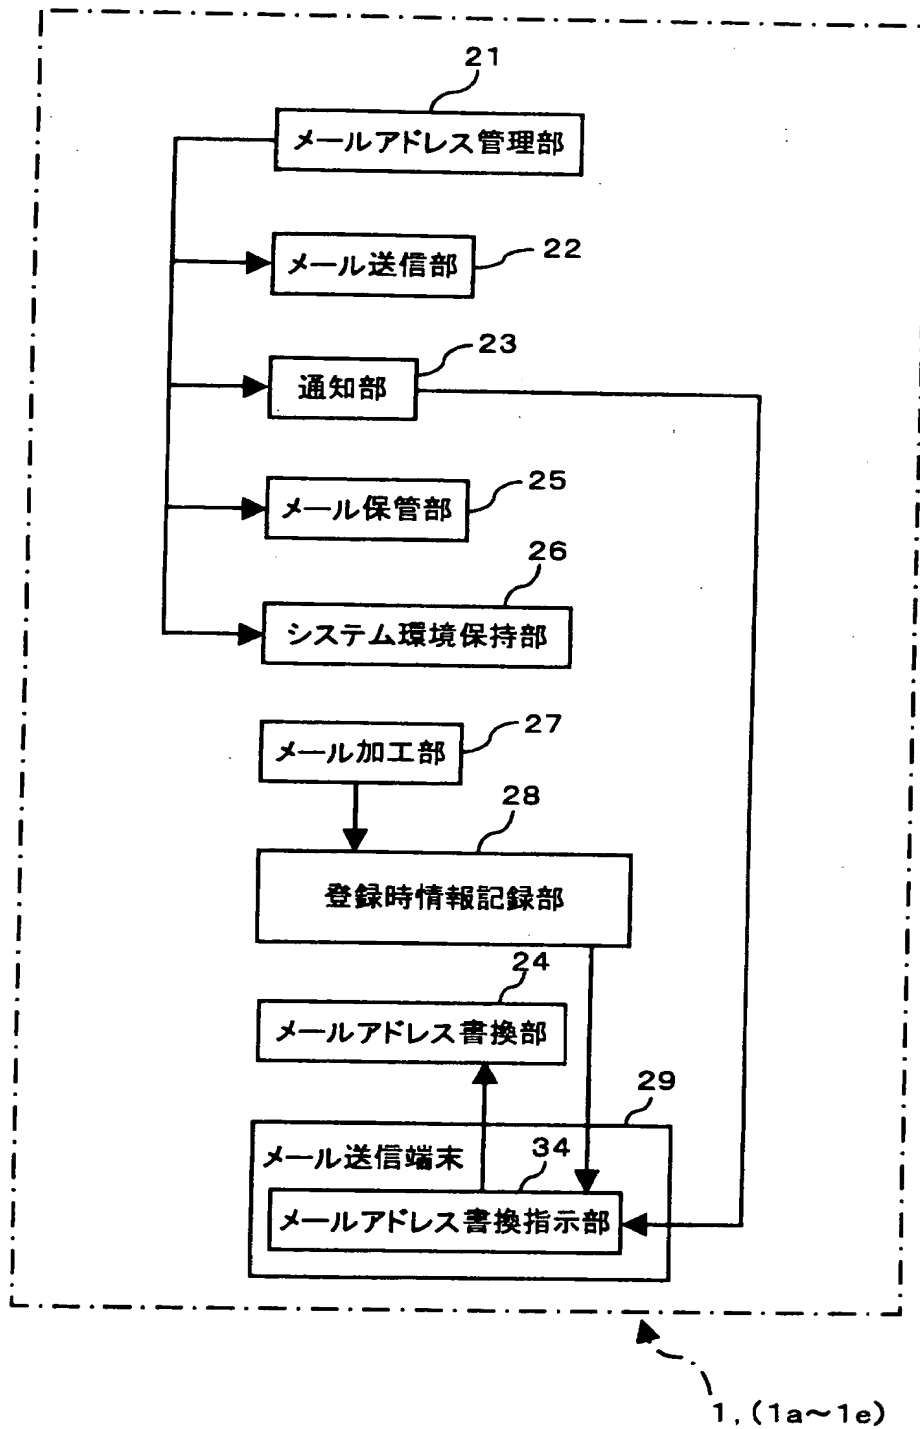 21
メールアドレス管理部
メール送信部
22
23
通知部
25
メール保管部
26
システム環境保持部
メール加工部
27
28
登録時情報記録部
24
メールアドレス書換部
29
メール送信端末
34
メールアドレス書換指示部
1,(1a～1e)